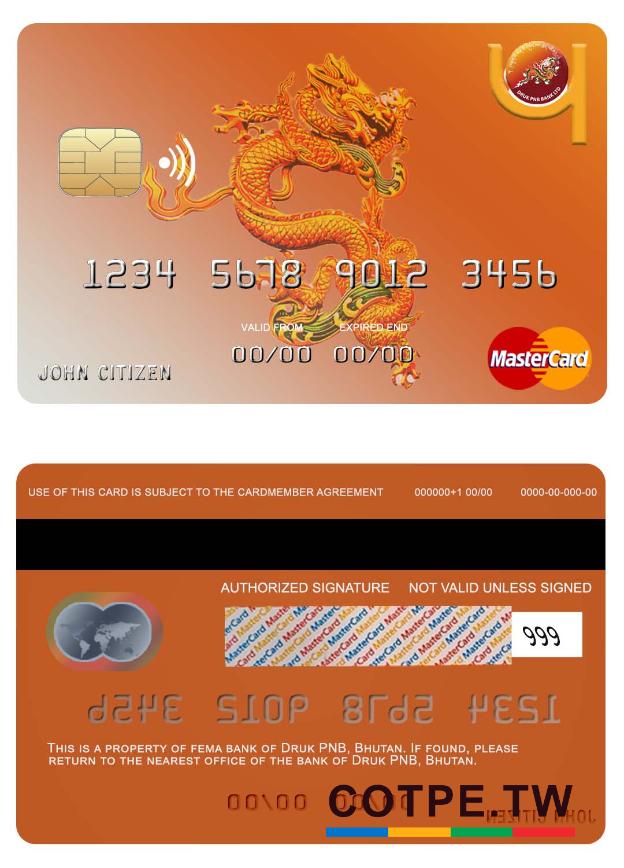 DRUK PNB BANK LTD
1234 5678 9012 3456
VALID FROM EXPIRED END
00/00 00/00
JOHN CITIZEN
MasterCard
USE OF THIS CARD IS SUBJECT TO THE CARDMEMBER AGREEMENT 000000+1 00/00 0000-00-000-00
AUTHORIZED SIGNATURE NOT VALID UNLESS SIGNED
999
1234 5678 9012 3456
THIS IS A PROPERTY OF FEMA BANK OF DRUK PNB, BHUTAN. IF FOUND, PLEASE
RETURN TO THE NEAREST OFFICE OF THE BANK OF DRUK PNB, BHUTAN.
00/00 00/00
COTPE.TW
JOHN CITIZEN